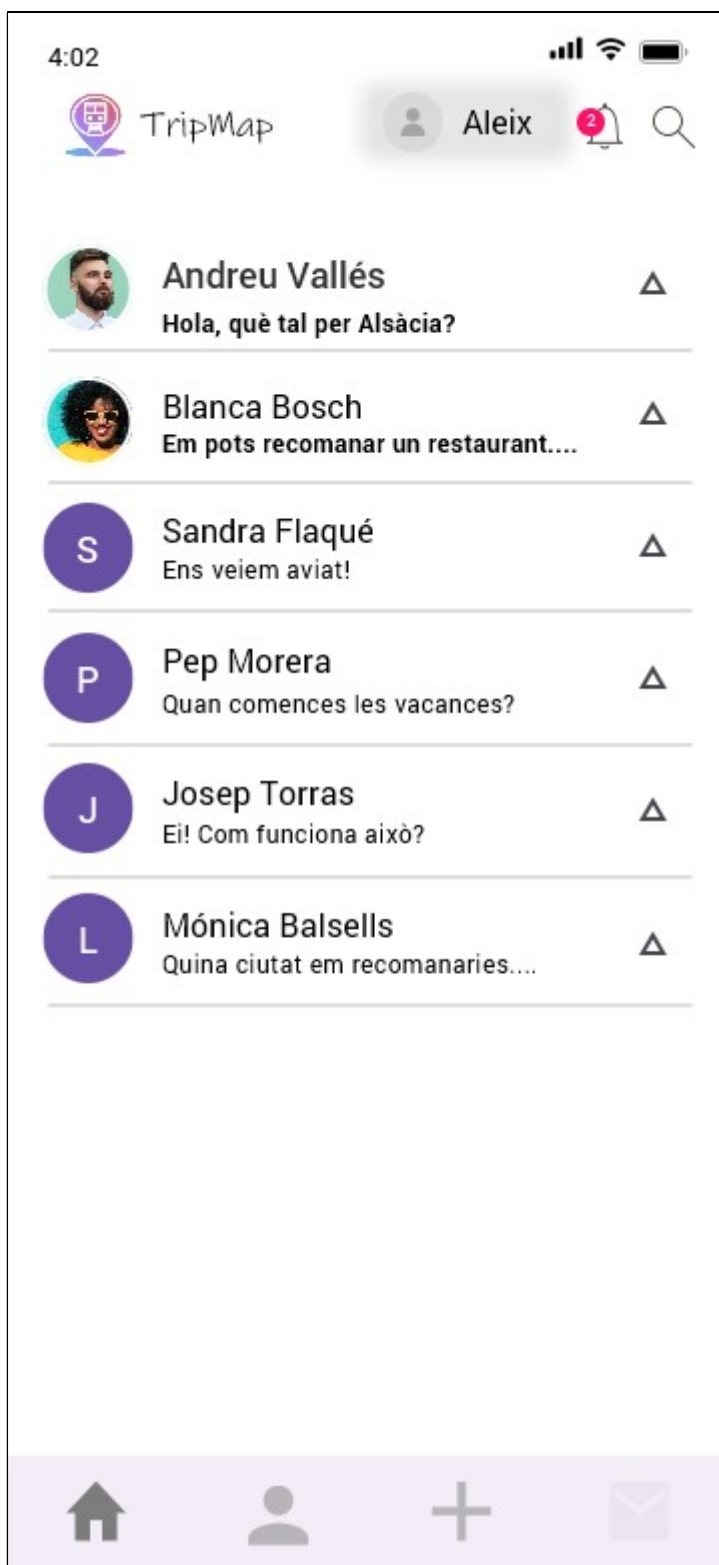 4:02
TripMap
Aleix
2
Andreu Vallés
Hola, què tal per Alsàcia?
Blanca Bosch
Em pots recomanar un restaurant....
S
Sandra Flaqué
Ens veiem aviat!
P
Pep Morera
Quan comences les vacances?
J
Josep Torras
Ei! Com funciona això?
L
Mónica Balsells
Quina ciutat em recomanaries....